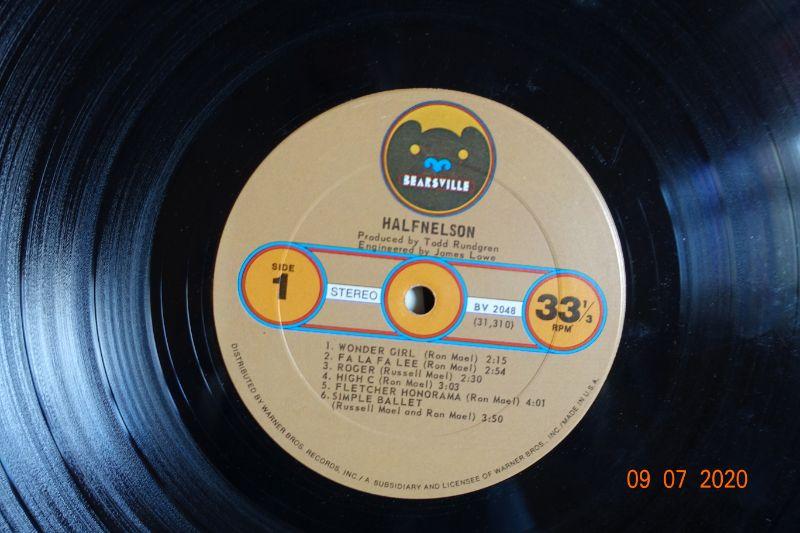 BEARSVILLE
HALFNELSON
Produced by Todd Rundgren
Engineered by James Lowe
SIDE
1
STEREO
BV 2048
(31,310)
33 1/3
RPM
1. WONDER GIRL (Ron Mael) 2:15
2. FA LA FA LEE (Ron Mael) 2:54
3. ROGER (Russell Mael) 2:30
4. HIGH C (Ron Mael) 3:03
5. FLETCHER HONORAMA (Ron Mael) 4:01
6. SIMPLE BALLET
(Russell Mael and Ron Mael) 3:50
DISTRIBUTED BY WARNER BROS. RECORDS, INC./A SUBSIDIARY AND LICENSEE OF WARNER BROS., INC./MADE IN U.S.A.
09 07 2020